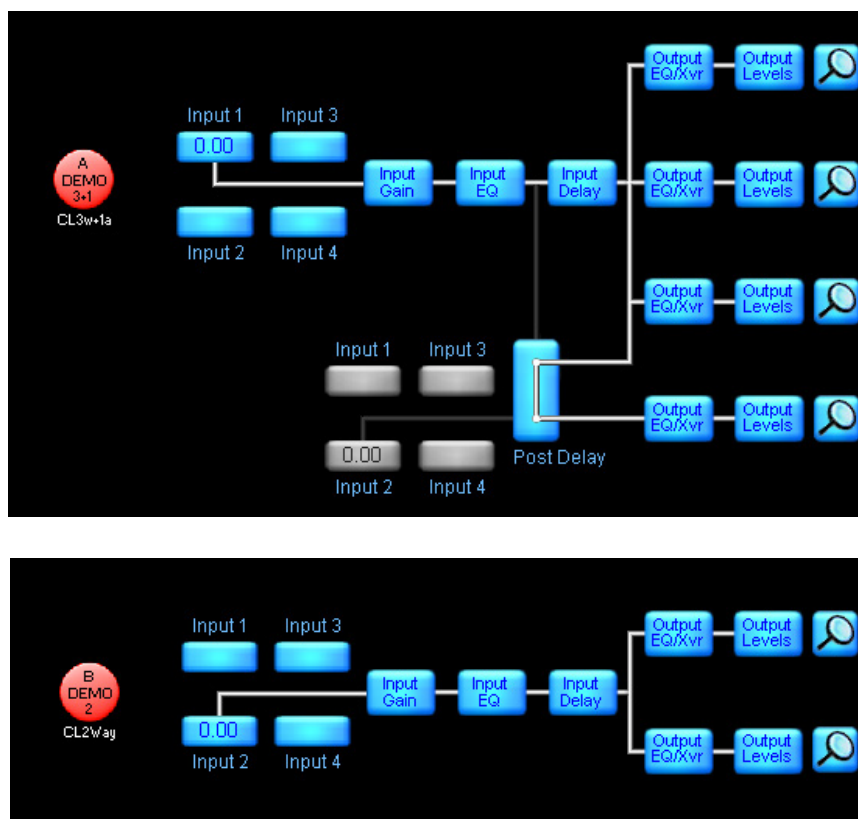 Output EQ/Xvr
Output Levels
Input 1
Input 3
0.00
A DEMO 3+1
CL3w+1a
Input Gain
Input EQ
Input Delay
Output EQ/Xvr
Output Levels
Input 2
Input 4
Output EQ/Xvr
Output Levels
Input 1
Input 3
Output EQ/Xvr
Output Levels
0.00
Post Delay
Input 2
Input 4
Input 1
Input 3
Output EQ/Xvr
Output Levels
B DEMO 2
CL2Way
Input Gain
Input EQ
Input Delay
0.00
Input 2
Input 4
Output EQ/Xvr
Output Levels